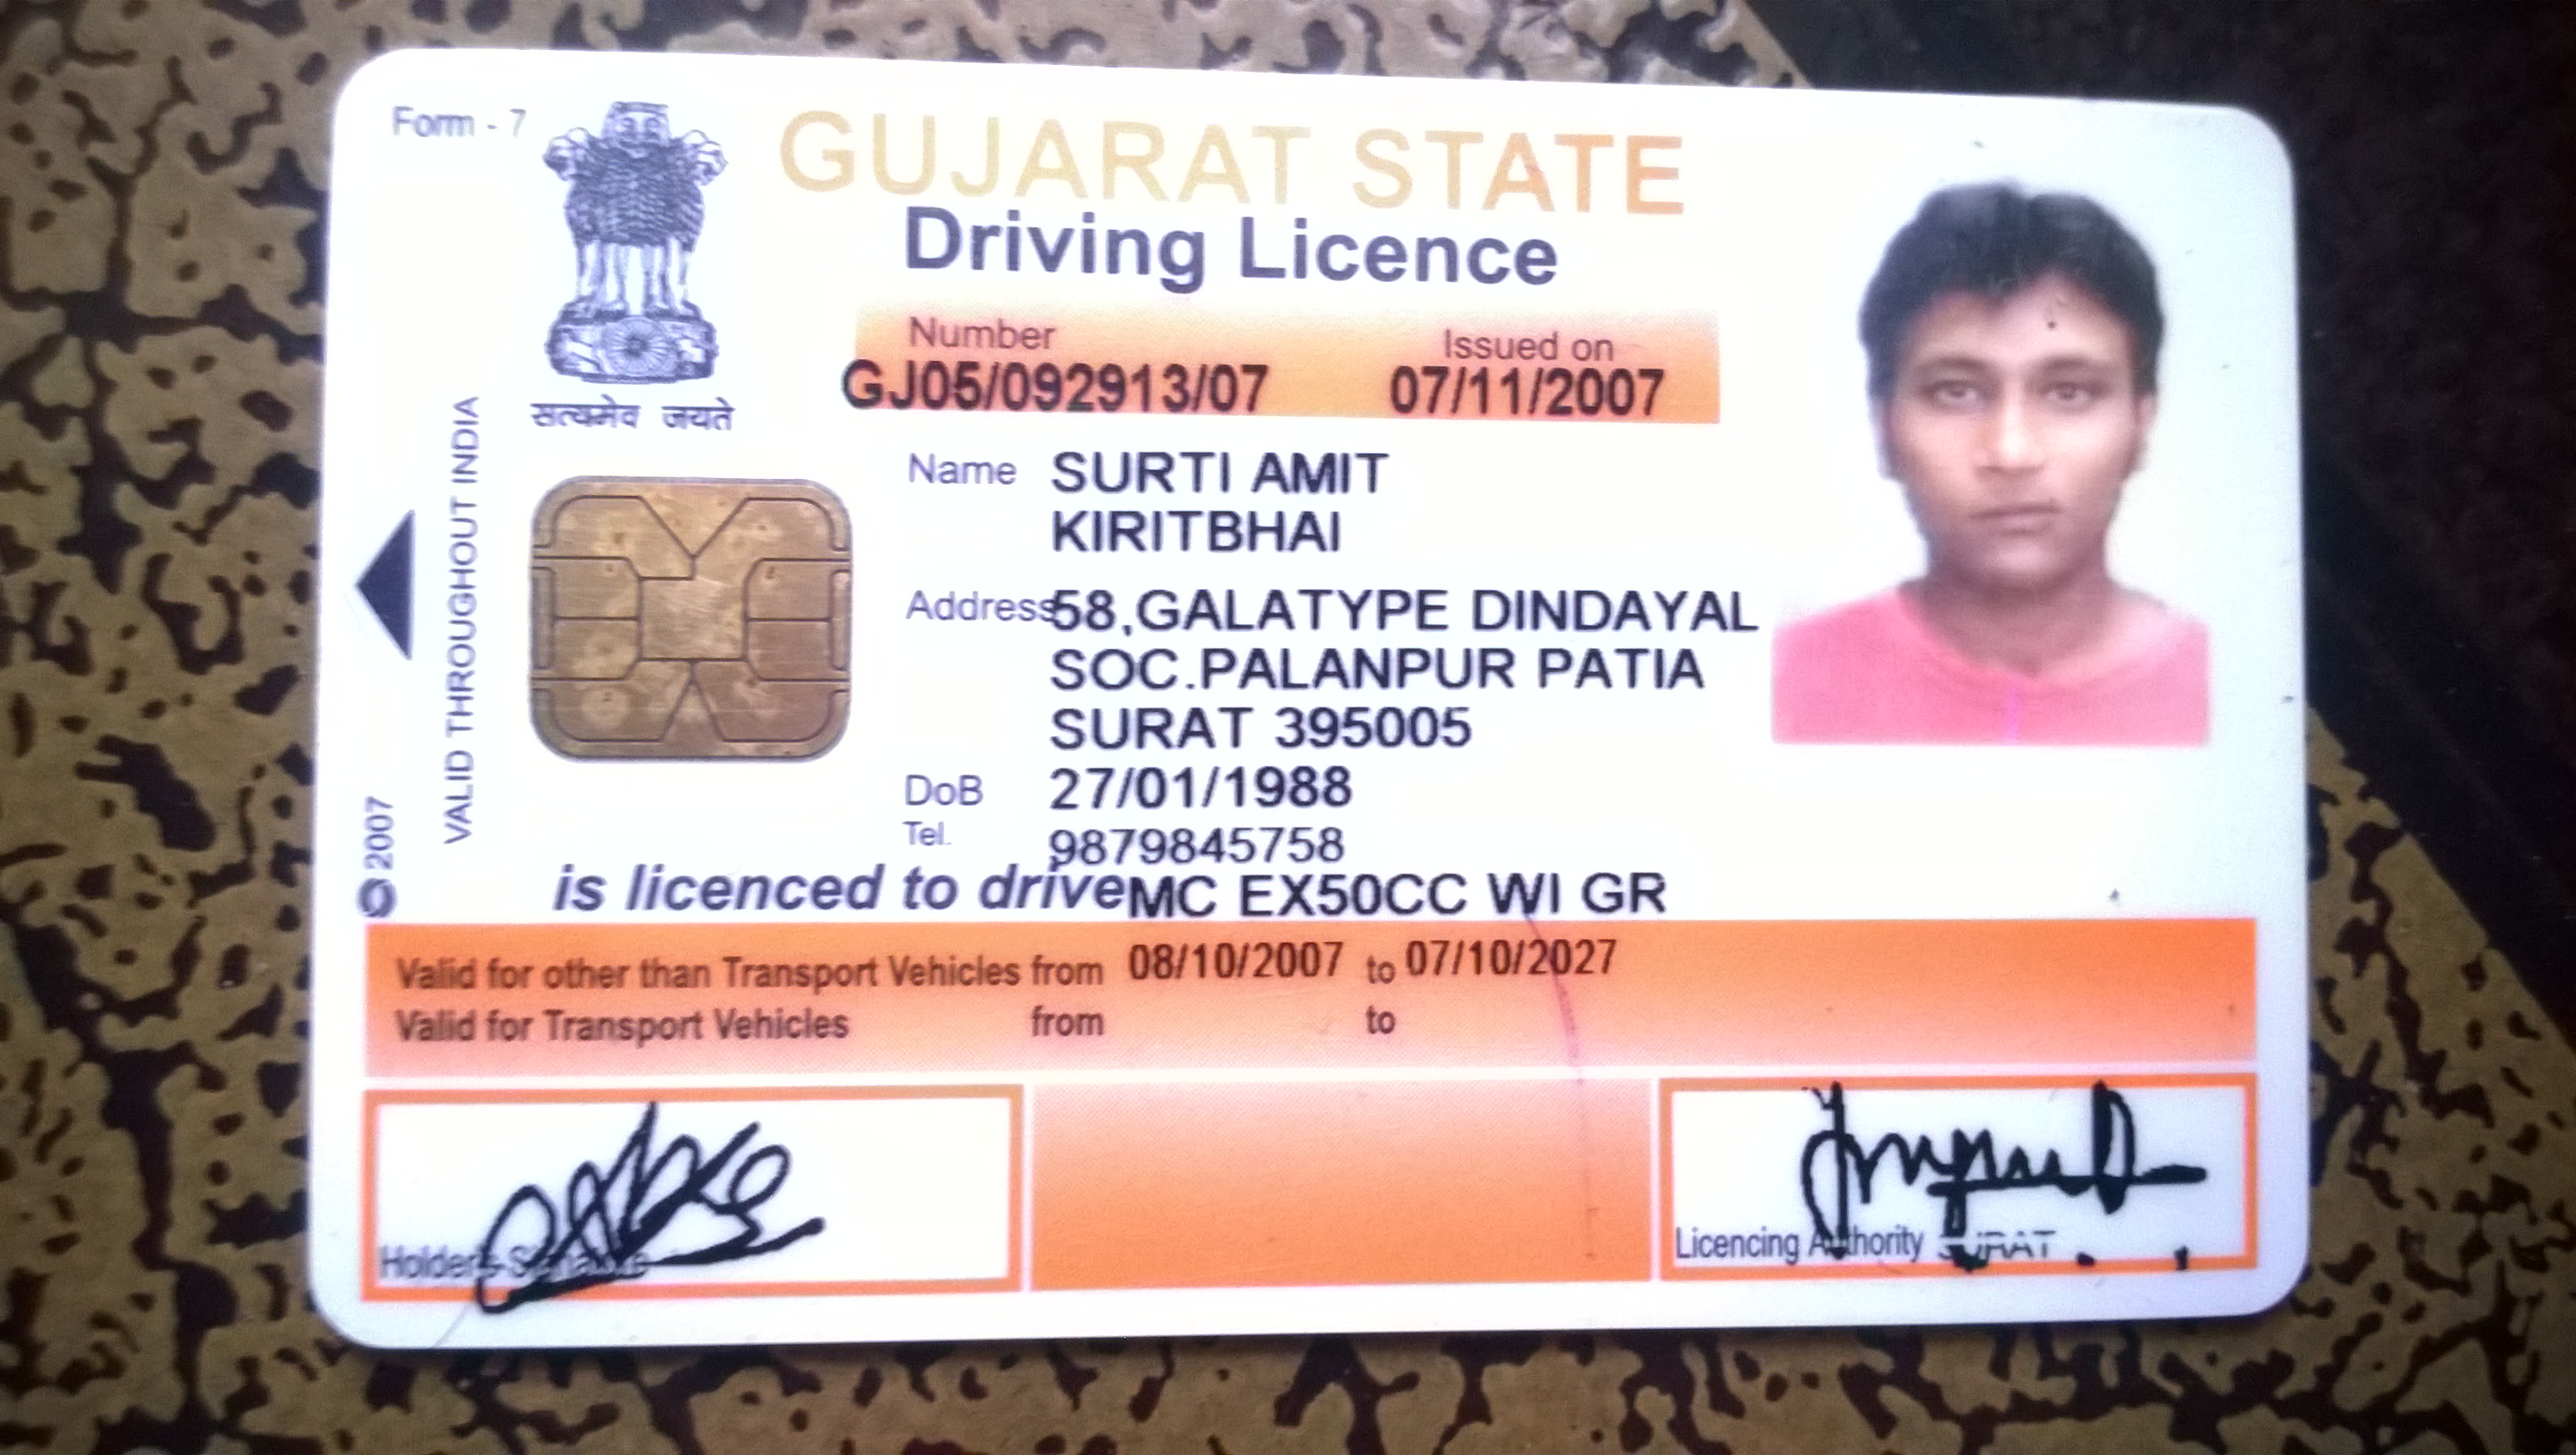 Form - 7
GUJARAT STATE
Driving Licence
Number Issued on
GJ05/092913/07 07/11/2007
सत्यमेव जयते
VALID THROUGHOUT INDIA
2007
Name SURTI AMIT
KIRITBHAI
Address 58,GALATYPE DINDAYAL
SOC.PALANPUR PATIA
SURAT 395005
DoB 27/01/1988
Tel. 9879845758
is licenced to drive MC EX50CC WI GR
Valid for other than Transport Vehicles from 08/10/2007 to 07/10/2027
Valid for Transport Vehicles from to
Holder's Signature
Licencing Authority SURAT